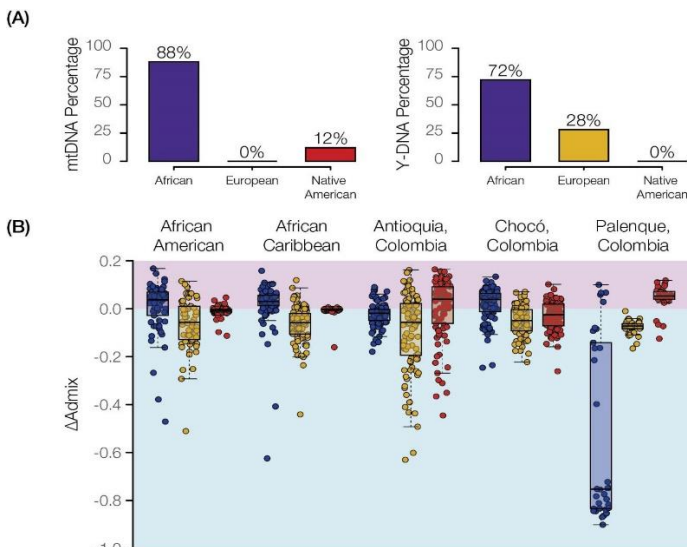 (A)
mtDNA Percentage
100
75
50
25
0
88%
0%
12%
African
European
Native
American
Y-DNA Percentage
100
75
50
25
0
72%
28%
0%
African
European
Native
American
(B)
African
American
African
Caribbean
Antioquia,
Colombia
Chocó,
Colombia
Palenque,
Colombia
ΔAdmix
0.2
0.0
-0.2
-0.4
-0.6
-0.8
-1.0